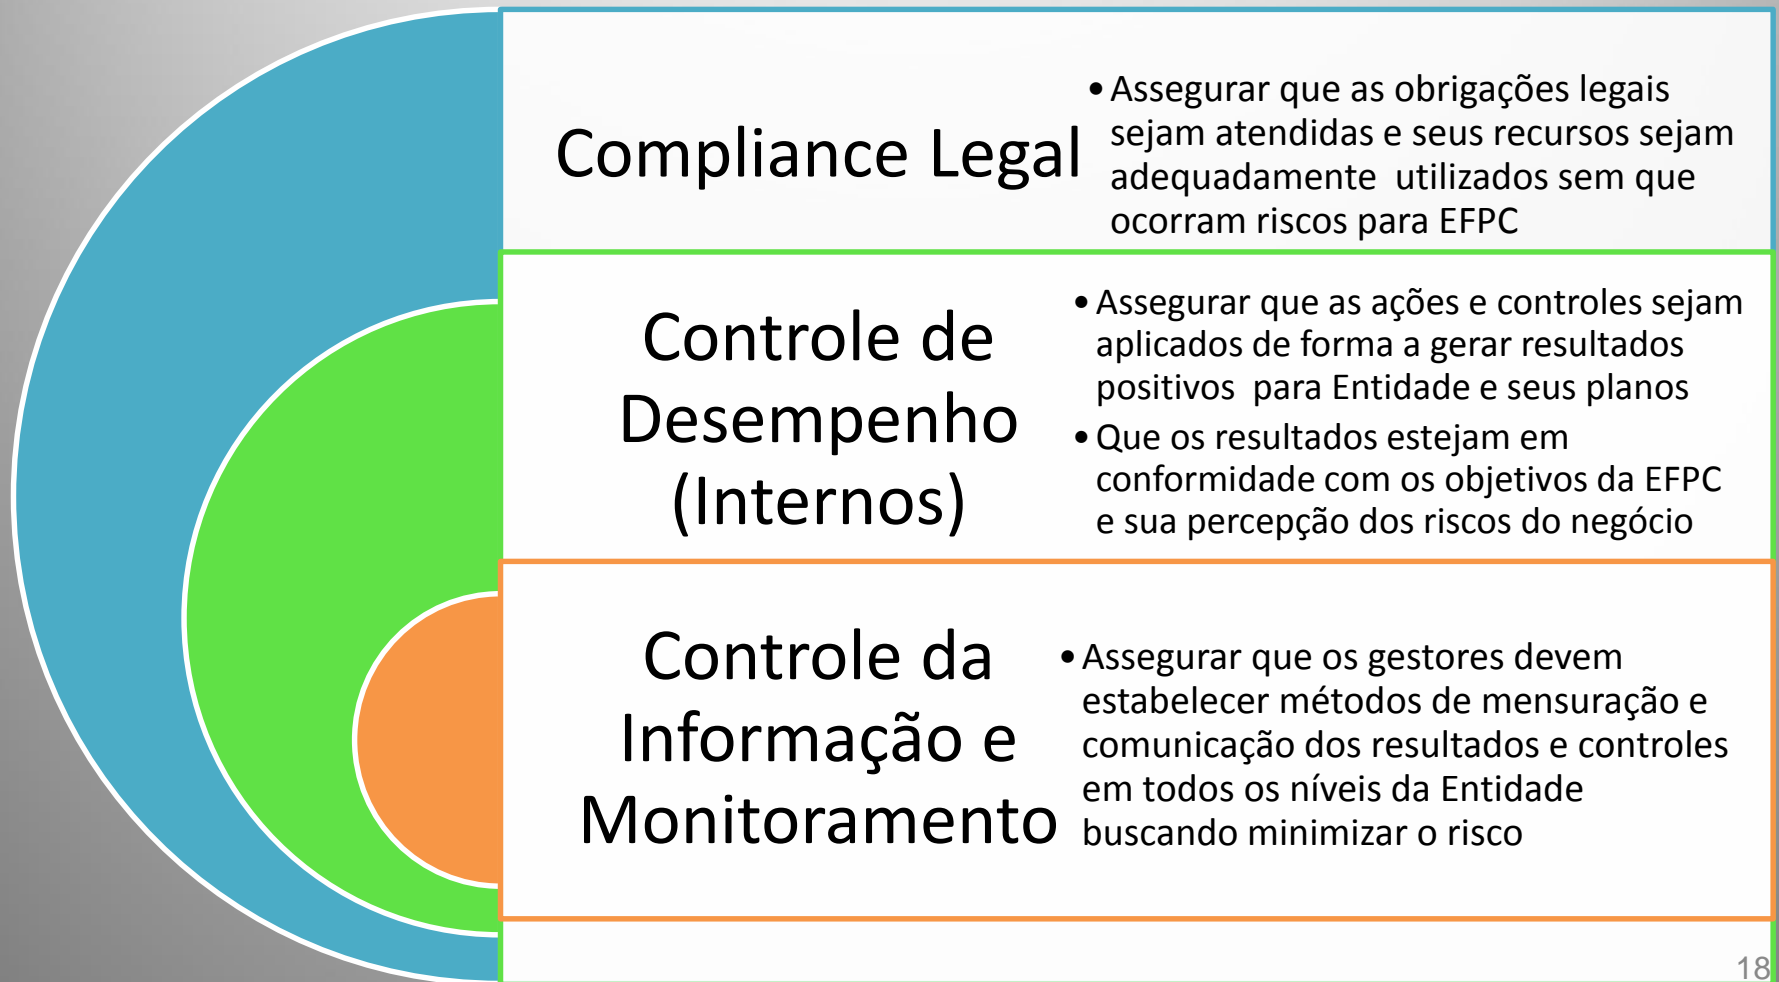 Compliance Legal
•Assegurar que as obrigações legais
sejam atendidas e seus recursos sejam
adequadamente utilizados sem que
ocorram riscos para EFPC
Controle de
Desempenho
(Internos)
•Assegurar que as ações e controles sejam
aplicados de forma a gerar resultados
positivos para Entidade e seus planos
•Que os resultados estejam em
conformidade com os objetivos da EFPC
e sua percepção dos riscos do negócio
Controle da
Informação e
Monitoramento
•Assegurar que os gestores devem
estabelecer métodos de mensuração e
comunicação dos resultados e controles
em todos os níveis da Entidade
buscando minimizar o risco
18